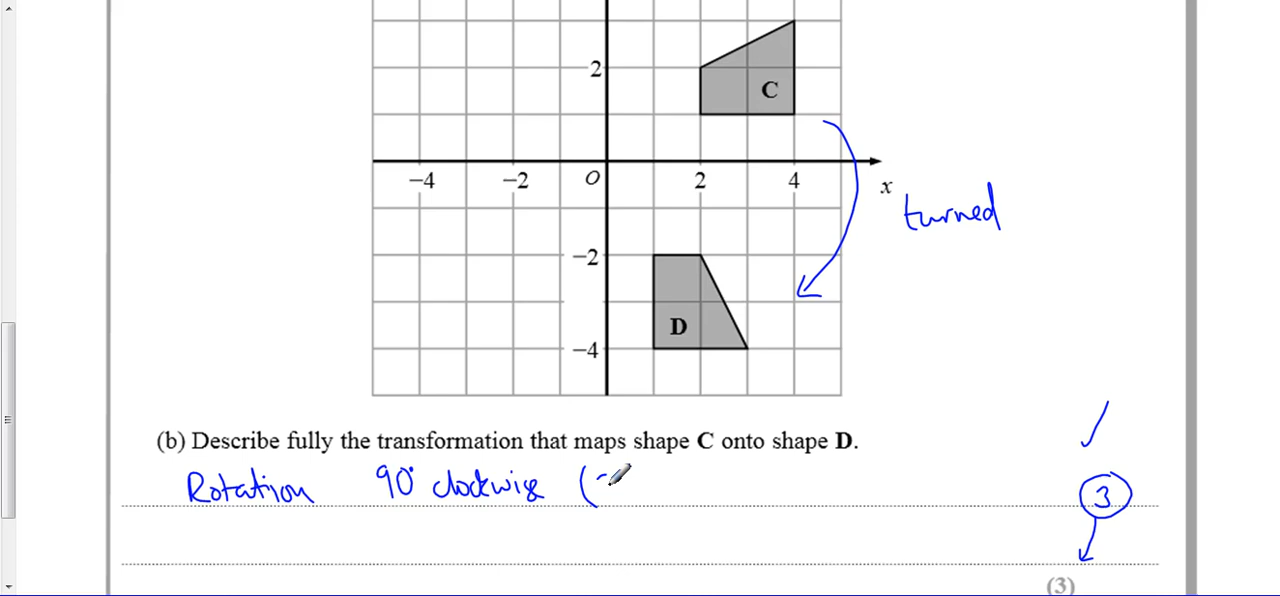 2
C
−4 −2 O 2 4 x
turned
−2
D
−4
(b) Describe fully the transformation that maps shape C onto shape D.
Rotation 90° clockwise (-
3
(3)